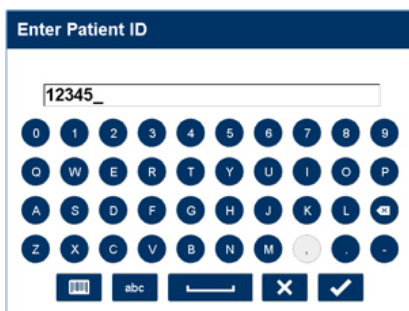 Enter Patient ID
12345_
0 1 2 3 4 5 6 7 8 9
Q W E R T Y U I O P
A S D F G H J K L
Z X C V B N M , . -
abc